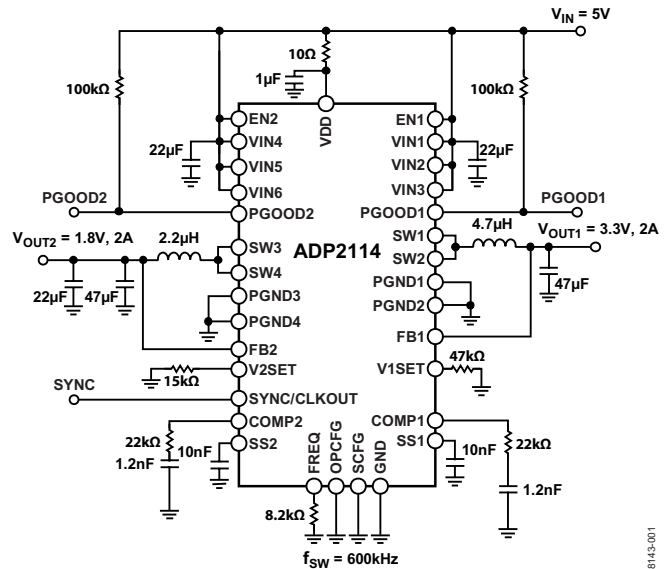 V_IN = 5V
10Ω
1µF
100kΩ
100kΩ
VDD
EN2
EN1
VIN4
VIN1
22µF
22µF
VIN5
VIN2
VIN6
VIN3
PGOOD2
PGOOD2
PGOOD1
PGOOD1
V_OUT2 = 1.8V, 2A
2.2µH
SW3
ADP2114
SW1
4.7µH
V_OUT1 = 3.3V, 2A
SW4
SW2
22µF
47µF
PGND3
PGND1
47µF
PGND4
PGND2
FB2
FB1
15kΩ
V2SET
V1SET
47kΩ
SYNC
SYNC/CLKOUT
COMP2
COMP1
22kΩ
10nF
SS2
SS1
10nF
22kΩ
1.2nF
1.2nF
FREQ
OPCFG
SCFG
GND
8.2kΩ
f_SW = 600kHz
8143-001